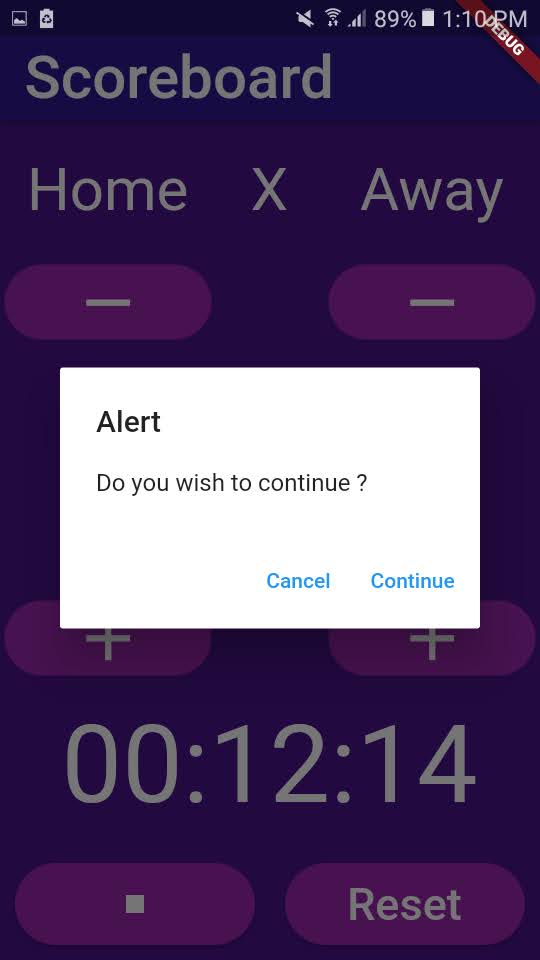 89% 1:10 PM
DEBUG
Scoreboard
Home X Away
Alert
Do you wish to continue ?
Cancel Continue
00:12:14
Reset